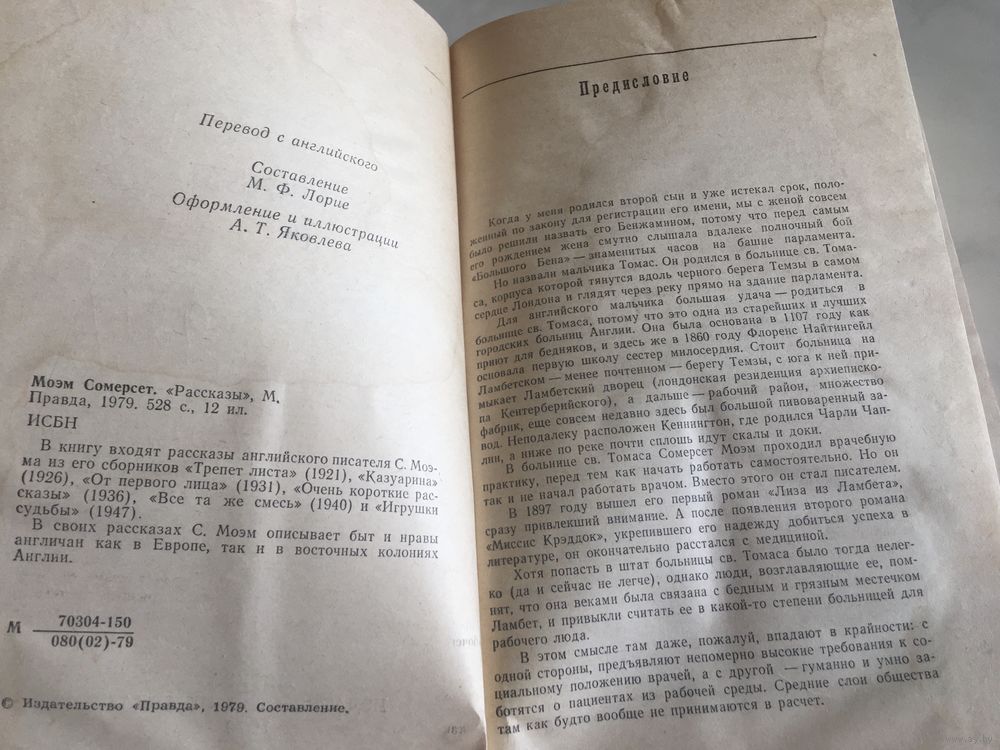 Перевод с английского
Составление
М. Ф. Лорие
Оформление и иллюстрации
А. Т. Яковлева
Моэм Сомерсет. «Рассказы», М.
Правда, 1979. 528 с., 12 ил.
ИСБН
В книгу входят рассказы английского писателя С. Моэ-
ма из его сборников «Трепет листа» (1921), «Казуарина»
(1926), «От первого лица» (1931), «Очень короткие рас-
сказы» (1936), «Все та же смесь» (1940) и «Игрушки
судьбы» (1947).
В своих рассказах С. Моэм описывает быт и нравы
англичан как в Европе, так и в восточных колониях
Англии.
М 70304-150
080(02)-79
© Издательство «Правда», 1979. Составление.
Предисловие
Когда у меня родился второй сын и уже истекал срок, поло-
женный по закону для регистрации его имени, мы с женой совсем
было решили назвать его Бенжамином, потому что перед самым
его рождением жена смутно слышала вдалеке полночный бой
«Большого Бена» — знаменитых часов на башне парламента.
Но назвали мальчика Томас. Он родился в больнице св. Тома-
са, корпуса которой тянутся вдоль черного берега Темзы в самом
сердце Лондона и глядят через реку прямо на здание парламента.
Для английского мальчика большая удача — родиться в
больнице св. Томаса, потому что это одна из старейших и лучших
городских больниц Англии. Она была основана в 1107 году как
приют для бедняков, и здесь же в 1860 году Флоренс Найтингейл
основала первую школу сестер милосердия. Стоит больница на
Ламбетском — менее почтенном — берегу Темзы, с юга к ней при-
мыкает Ламбетский дворец (лондонская резиденция архиеписко-
па Кентерберийского), а дальше — рабочий район, множество
фабрик, еще совсем недавно здесь был большой пивоваренный за-
вод. Неподалеку расположен Кеннингтон, где родился Чарли Чап-
лин, а ниже по реке почти сплошь идут скалы и доки.
В больнице св. Томаса Сомерсет Моэм проходил врачебную
практику, перед тем как начать работать самостоятельно. Но он
так и не начал работать врачом. Вместо этого он стал писателем.
В 1897 году вышел его первый роман «Лиза из Ламбета»,
сразу привлекший внимание. А после появления второго романа
«Миссис Крэддок», укрепившего его надежду добиться успеха в
литературе, он окончательно расстался с медициной.
Хотя попасть в штат больницы св. Томаса было тогда нелег-
ко (да и сейчас не легче), однако люди, возглавляющие ее, пом-
нят, что она веками была связана с бедным и грязным местечком
Ламбет, и привыкли считать ее в какой-то степени больницей для
рабочего люда.
В этом смысле там даже, пожалуй, впадают в крайности: с
одной стороны, предъявляют непомерно высокие требования к со-
циальному положению врачей, а с другой — гуманно и умно за-
ботятся о пациентах из рабочей среды. Средние слои общества
там как будто вообще не принимаются в расчет.